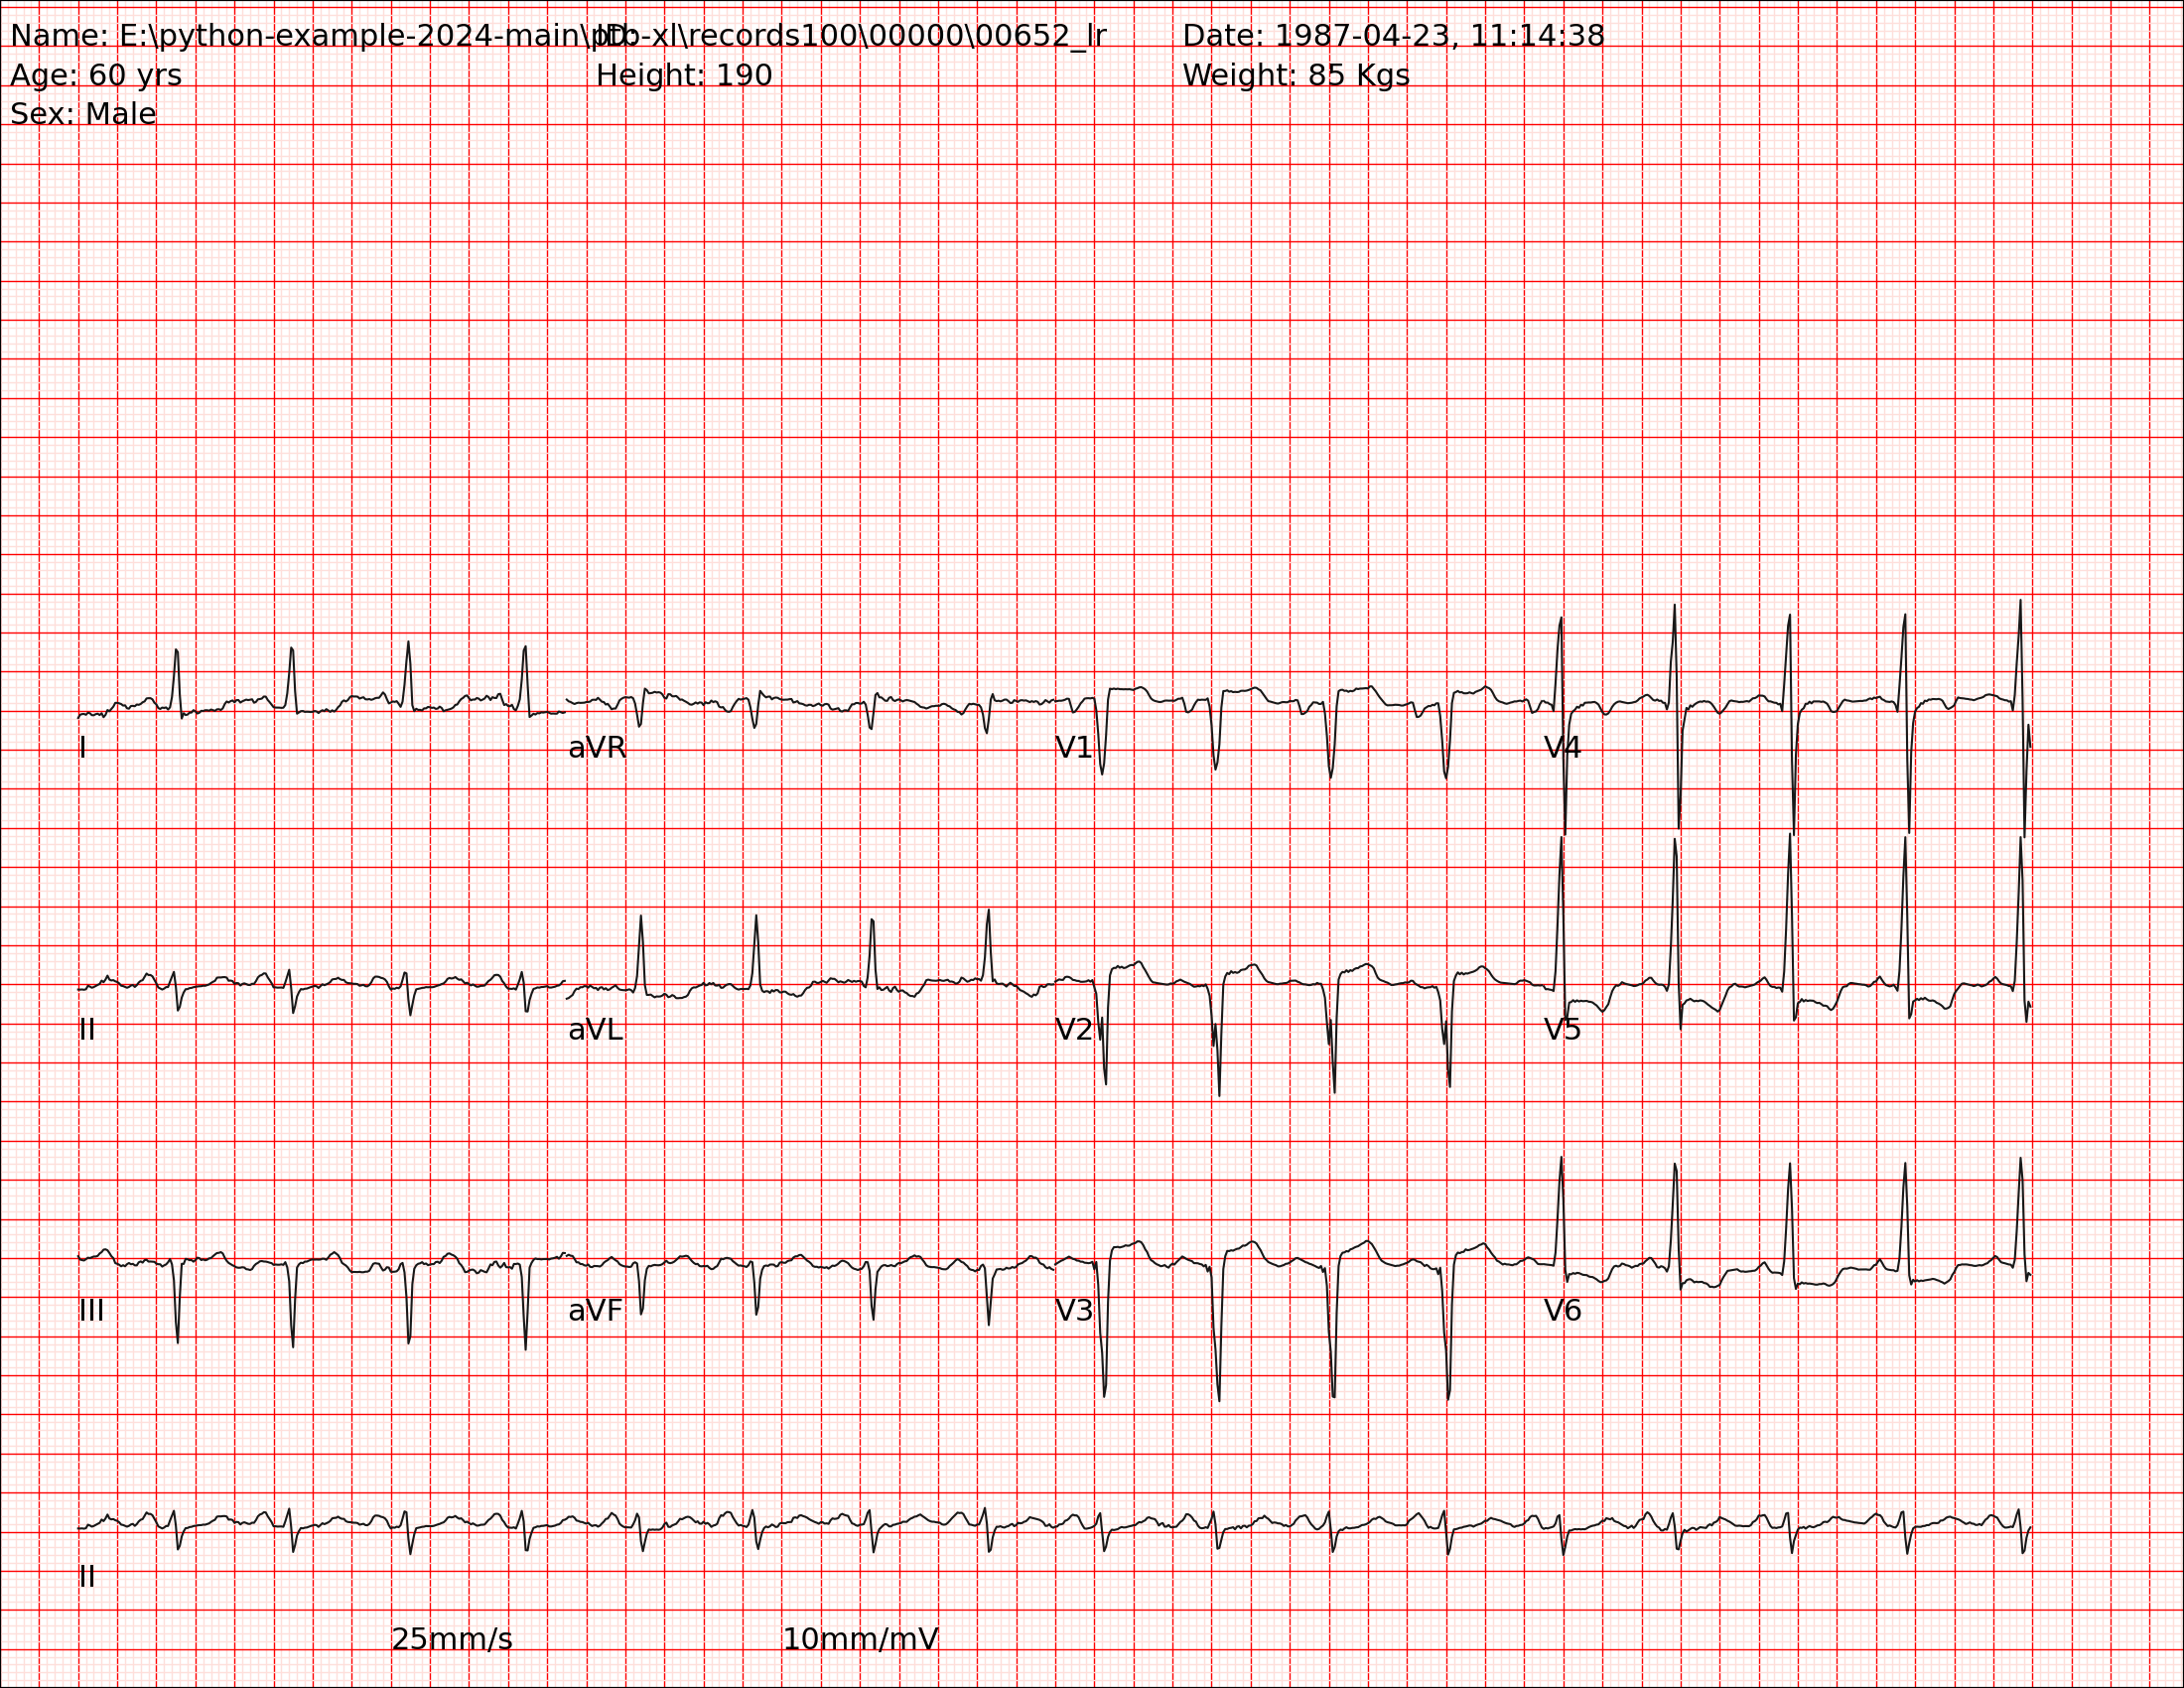 Name: E:\python-example-2024-main\ptb-xl\records100\00000\00652_lr ID: Date: 1987-04-23, 11:14:38
Age: 60 yrs Height: 190 Weight: 85 Kgs
Sex: Male
I aVR V1 V4
II aVL V2 V5
III aVF V3 V6
II
25mm/s 10mm/mV